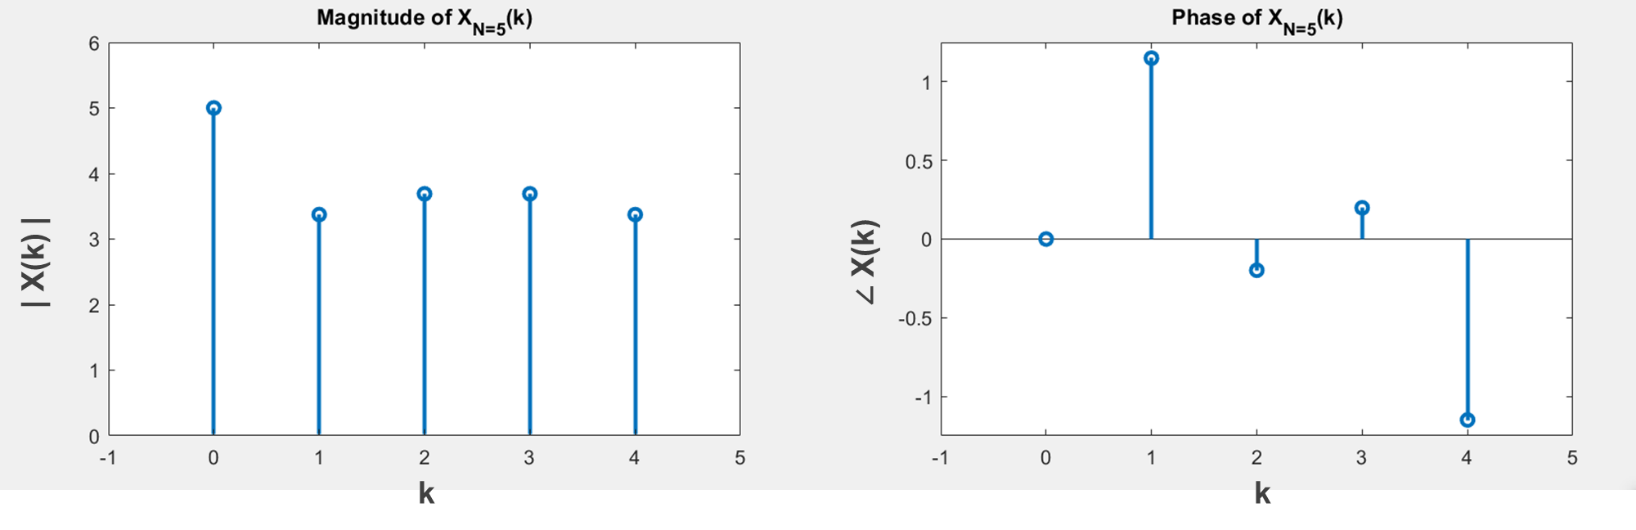 Magnitude of X_N=5(k)
6
5
4
3
2
1
0
| X(k) |
-1 0 1 2 3 4 5
k
Phase of X_N=5(k)
1
0.5
0
-0.5
-1
∠ X(k)
-1 0 1 2 3 4 5
k